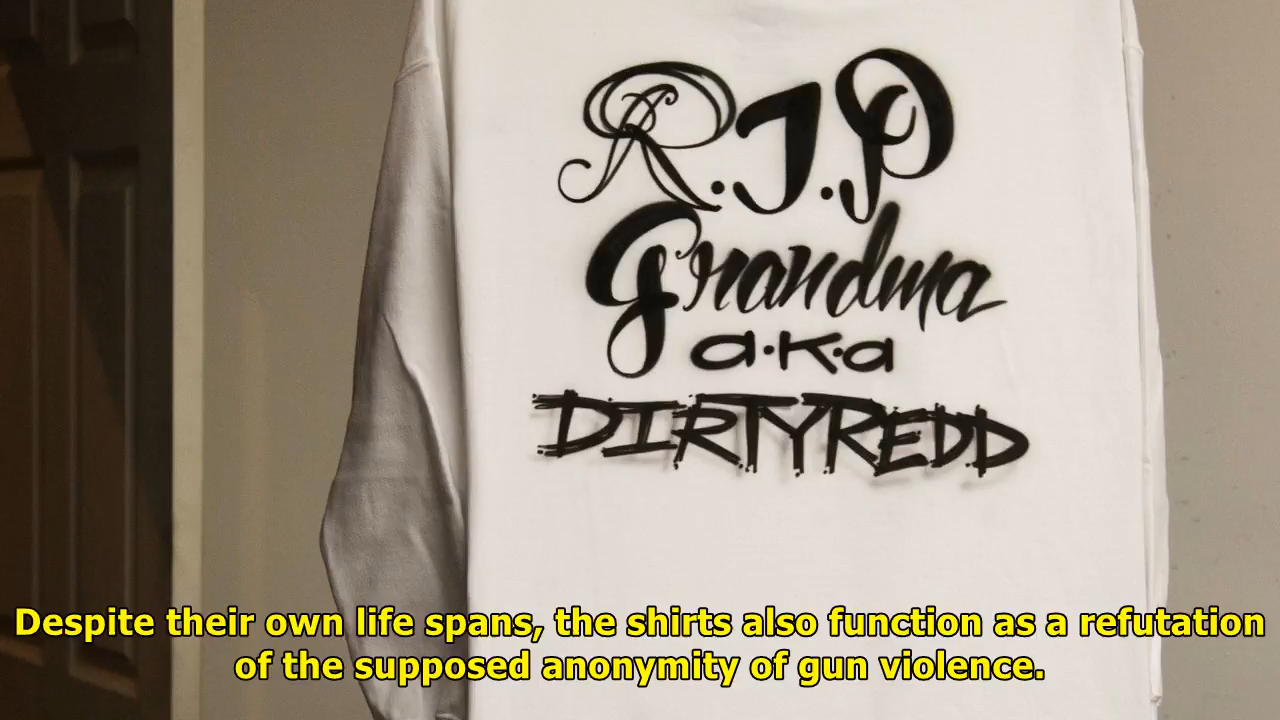 R.I.P
Grandma
a.k.a
DIRTYREDD
Despite their own life spans, the shirts also function as a refutation
of the supposed anonymity of gun violence.